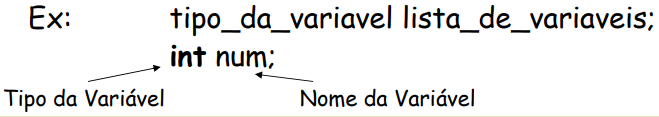 Ex: tipo_da_variavel lista_de_variaveis;
int num;
Tipo da Variável Nome da Variável